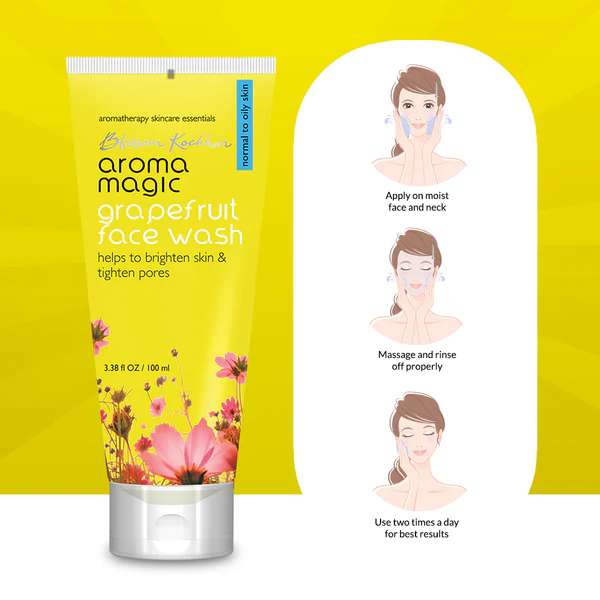 aromatherapy skincare essentials
normal to oily skin
Blossom Kochhar
aroma
magic
grapefruit
face wash
helps to brighten skin &
tighten pores
3.38 fl OZ / 100 ml
Apply on moist
face and neck
Massage and rinse
off properly
Use two times a day
for best results